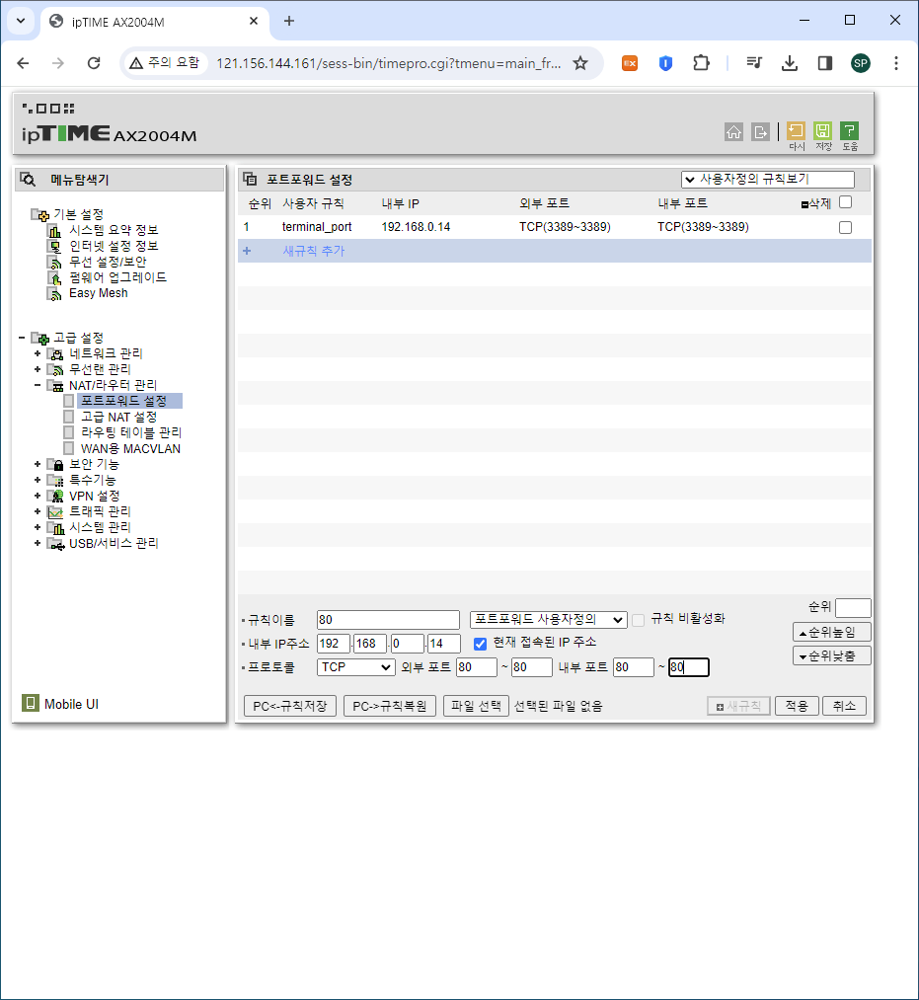 ipTIME AX2004M
주의 요함 121.156.144.161/sess-bin/timepro.cgi?tmenu=main_fr...
SP
ipTIME AX2004M
다시 저장 도움
메뉴탐색기
기본 설정
시스템 요약 정보
인터넷 설정 정보
무선 설정/보안
펌웨어 업그레이드
Easy Mesh
고급 설정
네트워크 관리
무선랜 관리
NAT/라우터 관리
포트포워드 설정
고급 NAT 설정
라우팅 테이블 관리
WAN용 MACVLAN
보안 기능
특수기능
VPN 설정
트래픽 관리
시스템 관리
USB/서비스 관리
Mobile UI
포트포워드 설정 사용자정의 규칙보기
순위 사용자 규칙 내부 IP 외부 포트 내부 포트 삭제
1 terminal_port 192.168.0.14 TCP(3389~3389) TCP(3389~3389)
+ 새규칙 추가
순위
규칙이름 80 포트포워드 사용자정의 규칙 비활성화
순위높임
내부 IP주소 192.168.0.14 현재 접속된 IP 주소
순위낮춤
프로토콜 TCP 외부 포트 80 ~ 80 내부 포트 80 ~ 80
PC<-규칙저장 PC->규칙복원 파일 선택 선택된 파일 없음 새규칙 적용 취소